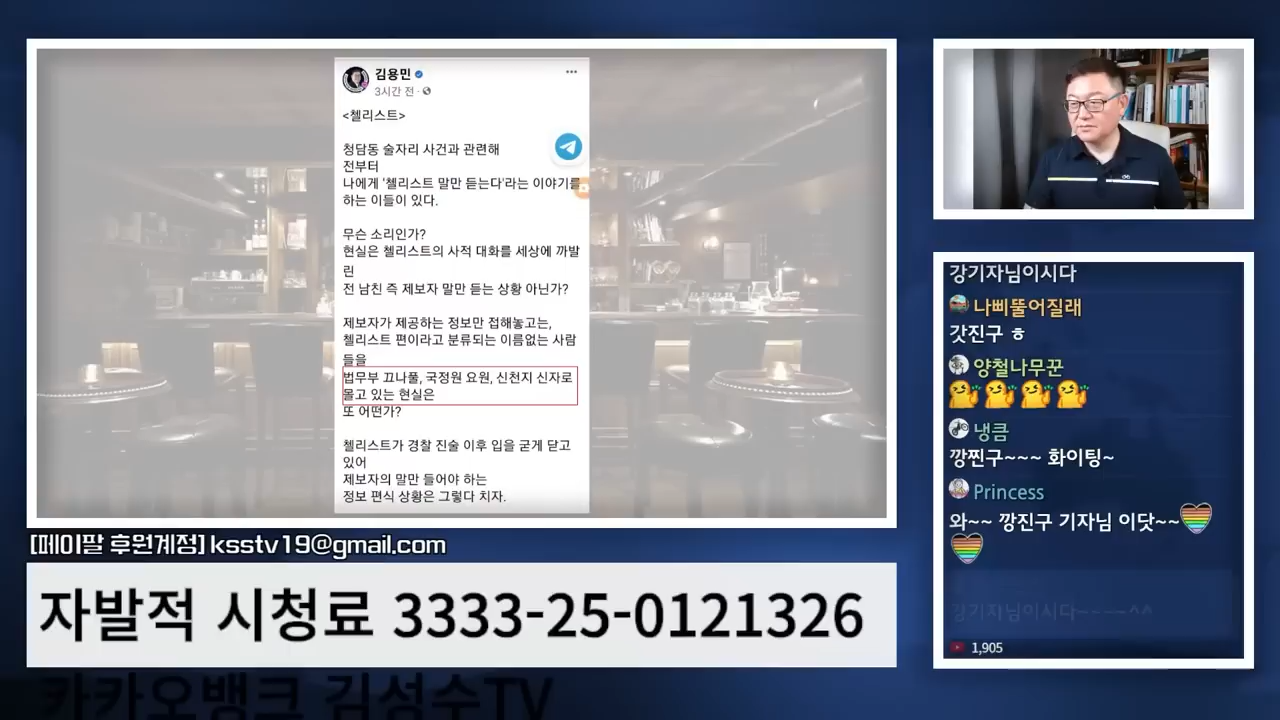 김용민
3시간 전 ·
<첼리스트>
청담동 술자리 사건과 관련해
전부터
나에게 '첼리스트 말만 듣는다'라는 이야기를
하는 이들이 있다.
무슨 소리인가?
현실은 첼리스트의 사적 대화를 세상에 까발
린
전 남친 즉 제보자 말만 듣는 상황 아닌가?
제보자가 제공하는 정보만 접해놓고는,
첼리스트 편이라고 분류되는 이름없는 사람
들을
법무부 끄나풀, 국정원 요원, 신천지 신자로
몰고 있는 현실은
또 어떤가?
첼리스트가 경찰 진술 이후 입을 굳게 닫고
있어
제보자의 말만 들어야 하는
정보 편식 상황은 그렇다 치자.
[페이팔 후원계정] ksstv19@gmail.com
자발적 시청료 3333-25-0121326
카카오뱅크 김성수TV
강기자님이시다
나삐뚤어질래
갓진구 ㅎ
양철나무꾼
냉큼
깡찐구~~~ 화이팅~
Princess
와~~ 깡진구 기자님 이닷~~
강기자님이시다~~~~^^
1,905